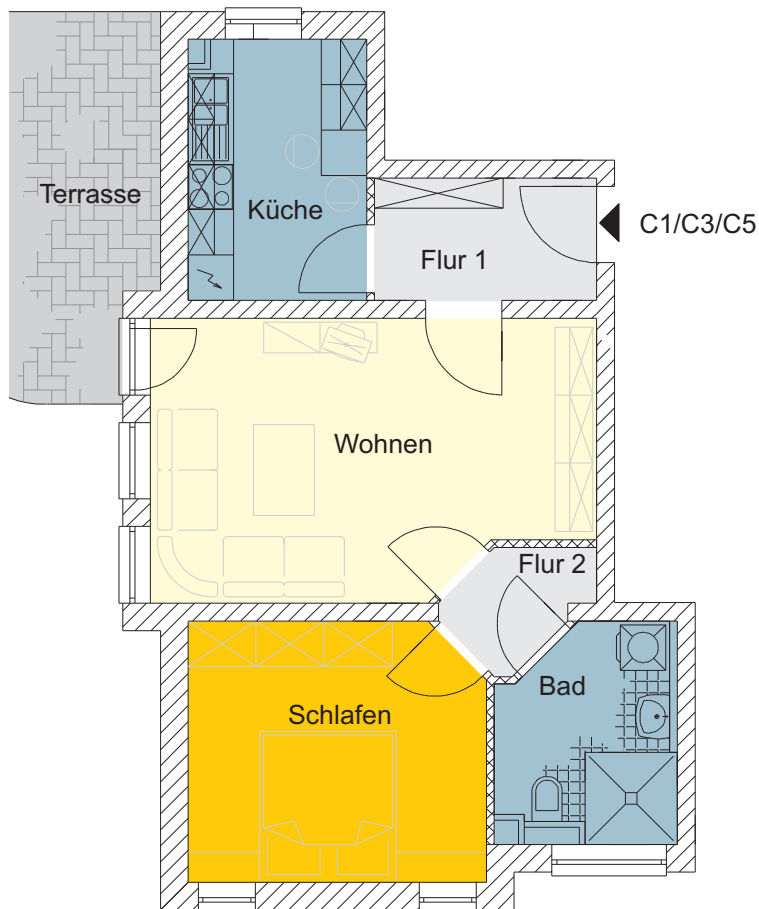 Terrasse
Küche
C1/C3/C5
Flur 1
Wohnen
Flur 2
Bad
Schlafen